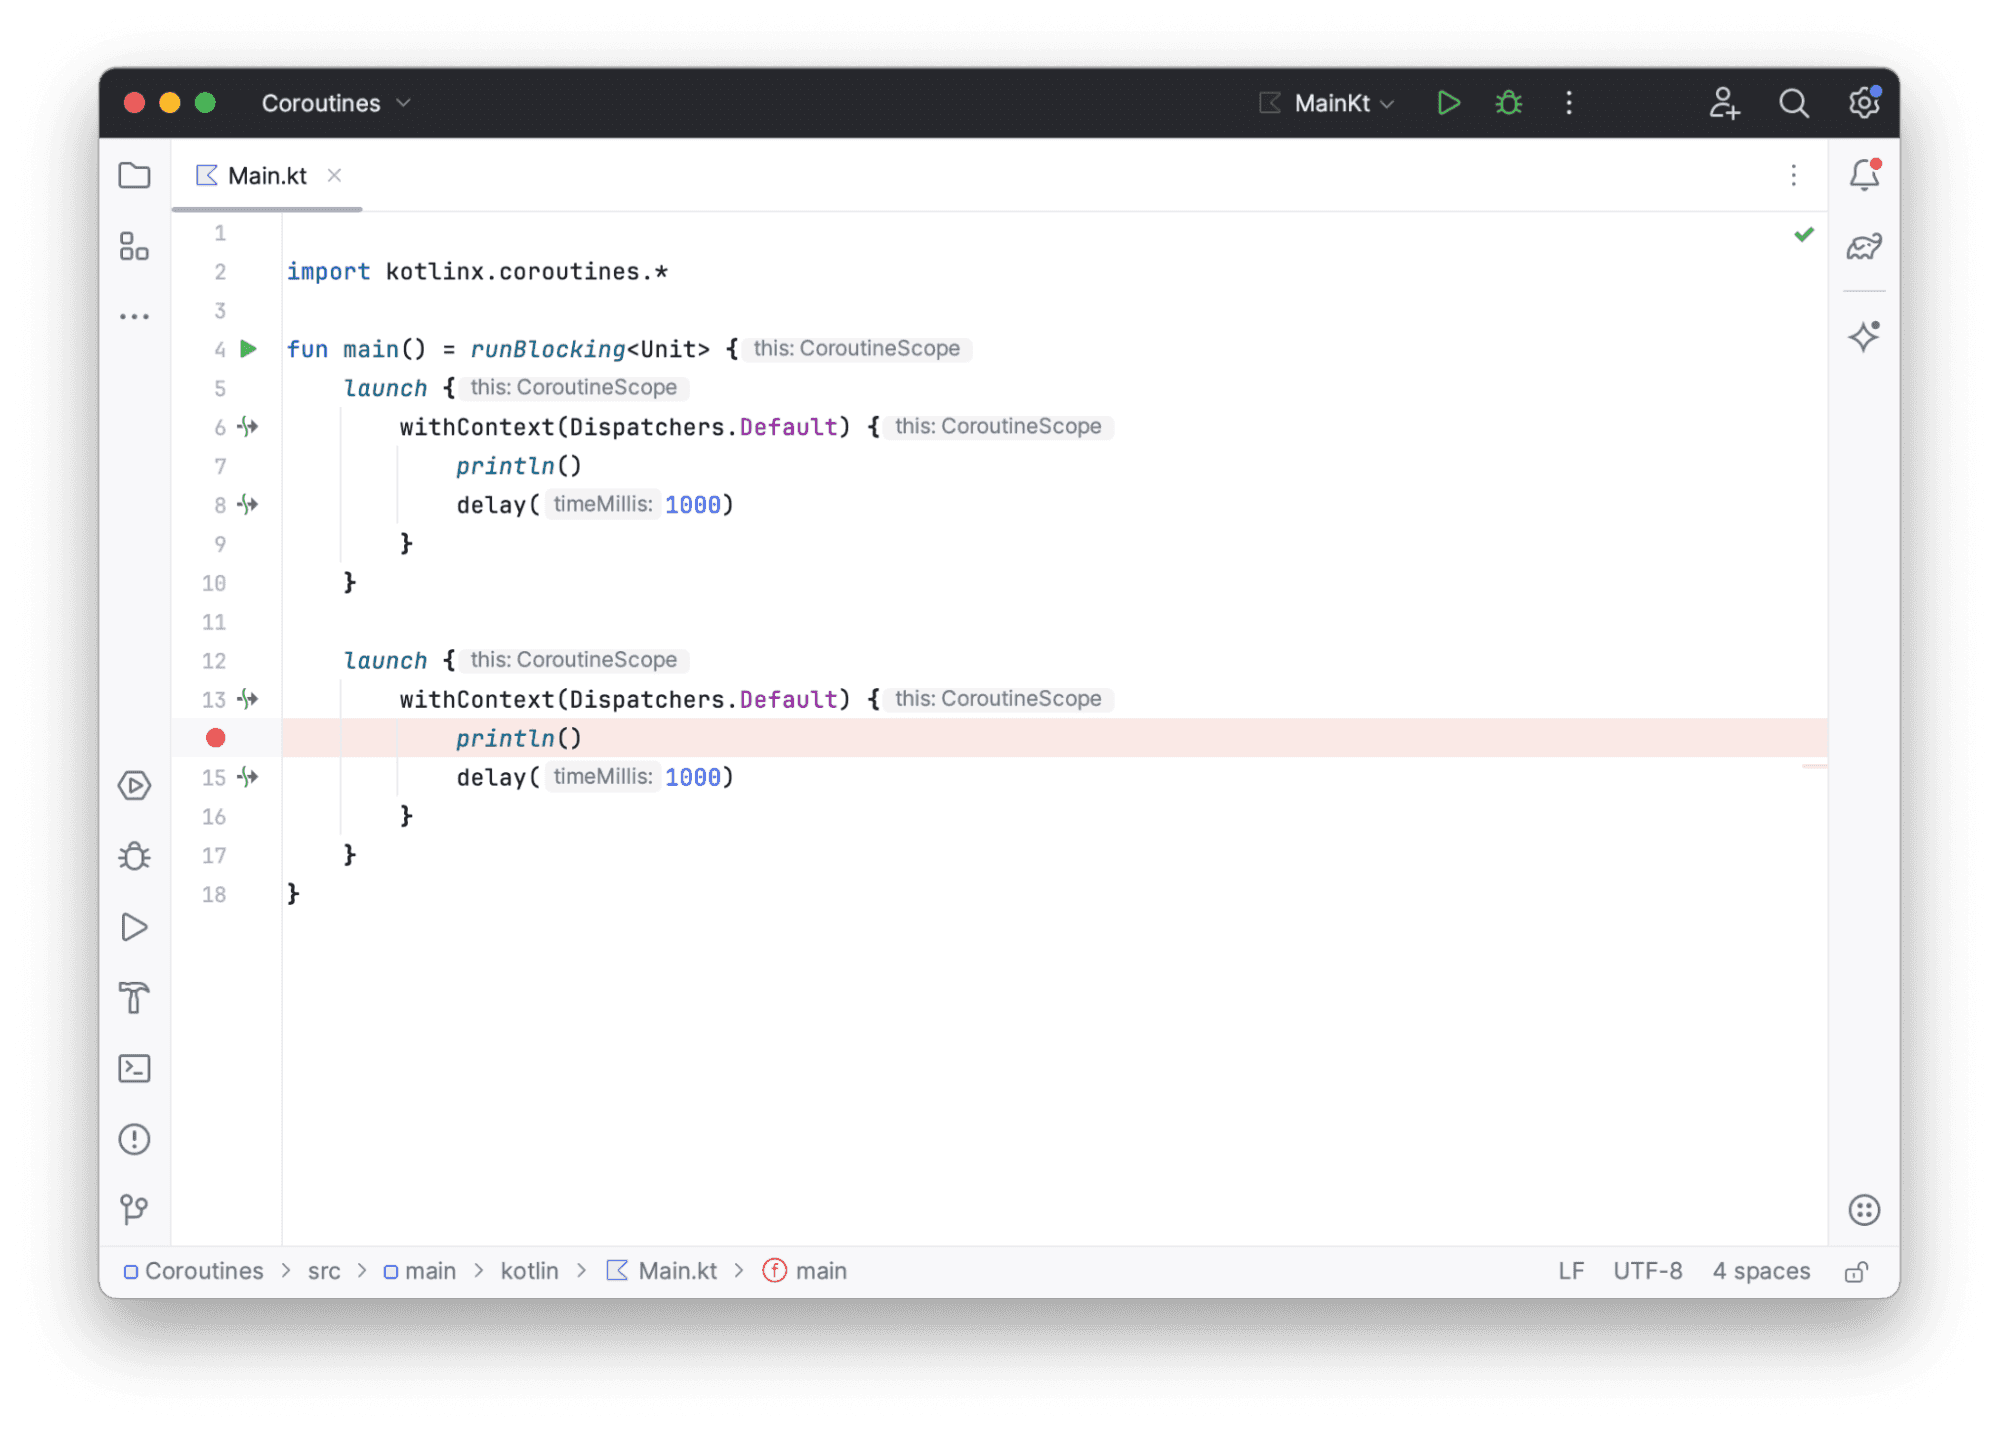 Coroutines MainKt
Main.kt
1
2 import kotlinx.coroutines.*
3
4 fun main() = runBlocking<Unit> { this: CoroutineScope
5 launch { this: CoroutineScope
6 withContext(Dispatchers.Default) { this: CoroutineScope
7 println()
8 delay( timeMillis: 1000)
9 }
10 }
11
12 launch { this: CoroutineScope
13 withContext(Dispatchers.Default) { this: CoroutineScope
println()
15 delay( timeMillis: 1000)
16 }
17 }
18 }
Coroutines > src > main > kotlin > Main.kt > f main LF UTF-8 4 spaces